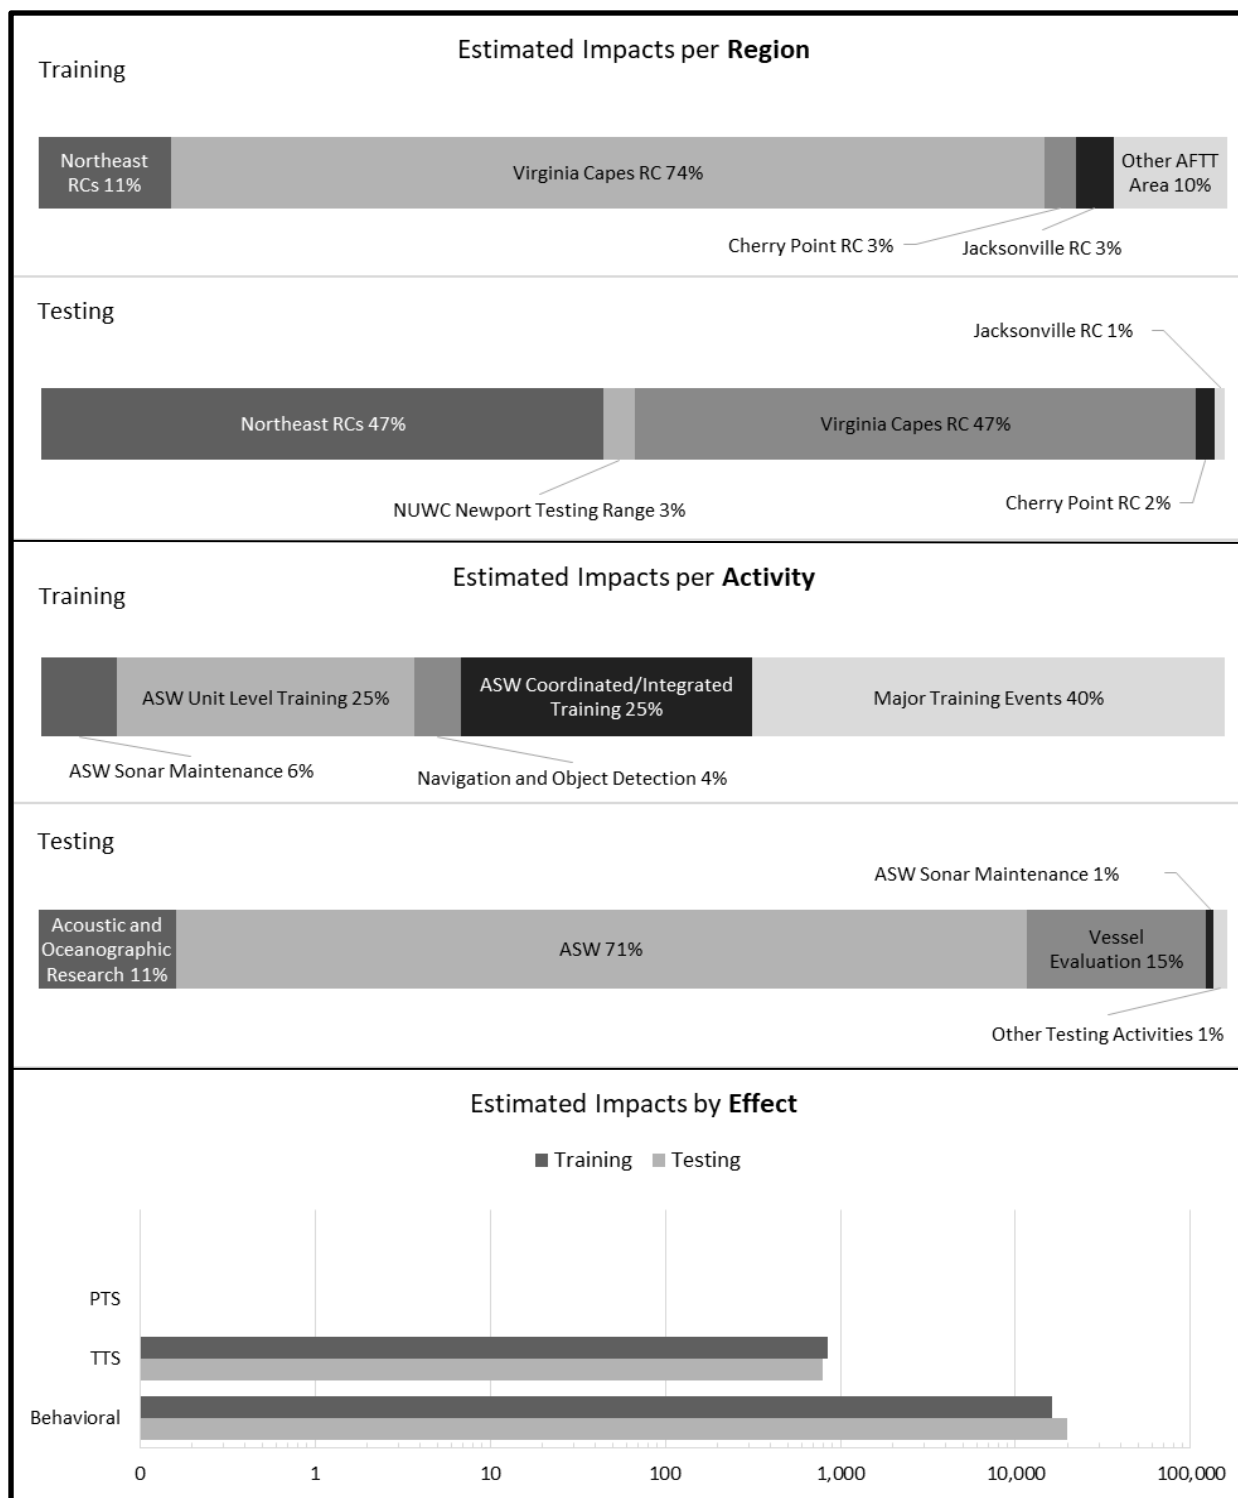 Estimated Impacts per Region
Training
Northeast
RCs 11%
Virginia Capes RC 74%
Other AFTT
Area 10%
Cherry Point RC 3%
Jacksonville RC 3%
Testing
Jacksonville RC 1%
Northeast RCs 47%
Virginia Capes RC 47%
NUWC Newport Testing Range 3%
Cherry Point RC 2%
Estimated Impacts per Activity
Training
ASW Unit Level Training 25%
ASW Coordinated/Integrated
Training 25%
Major Training Events 40%
ASW Sonar Maintenance 6%
Navigation and Object Detection 4%
Testing
ASW Sonar Maintenance 1%
Acoustic and
Oceanographic
Research 11%
ASW 71%
Vessel
Evaluation 15%
Other Testing Activities 1%
Estimated Impacts by Effect
Training Testing
PTS
TTS
Behavioral
0 1 10 100 1,000 10,000 100,000